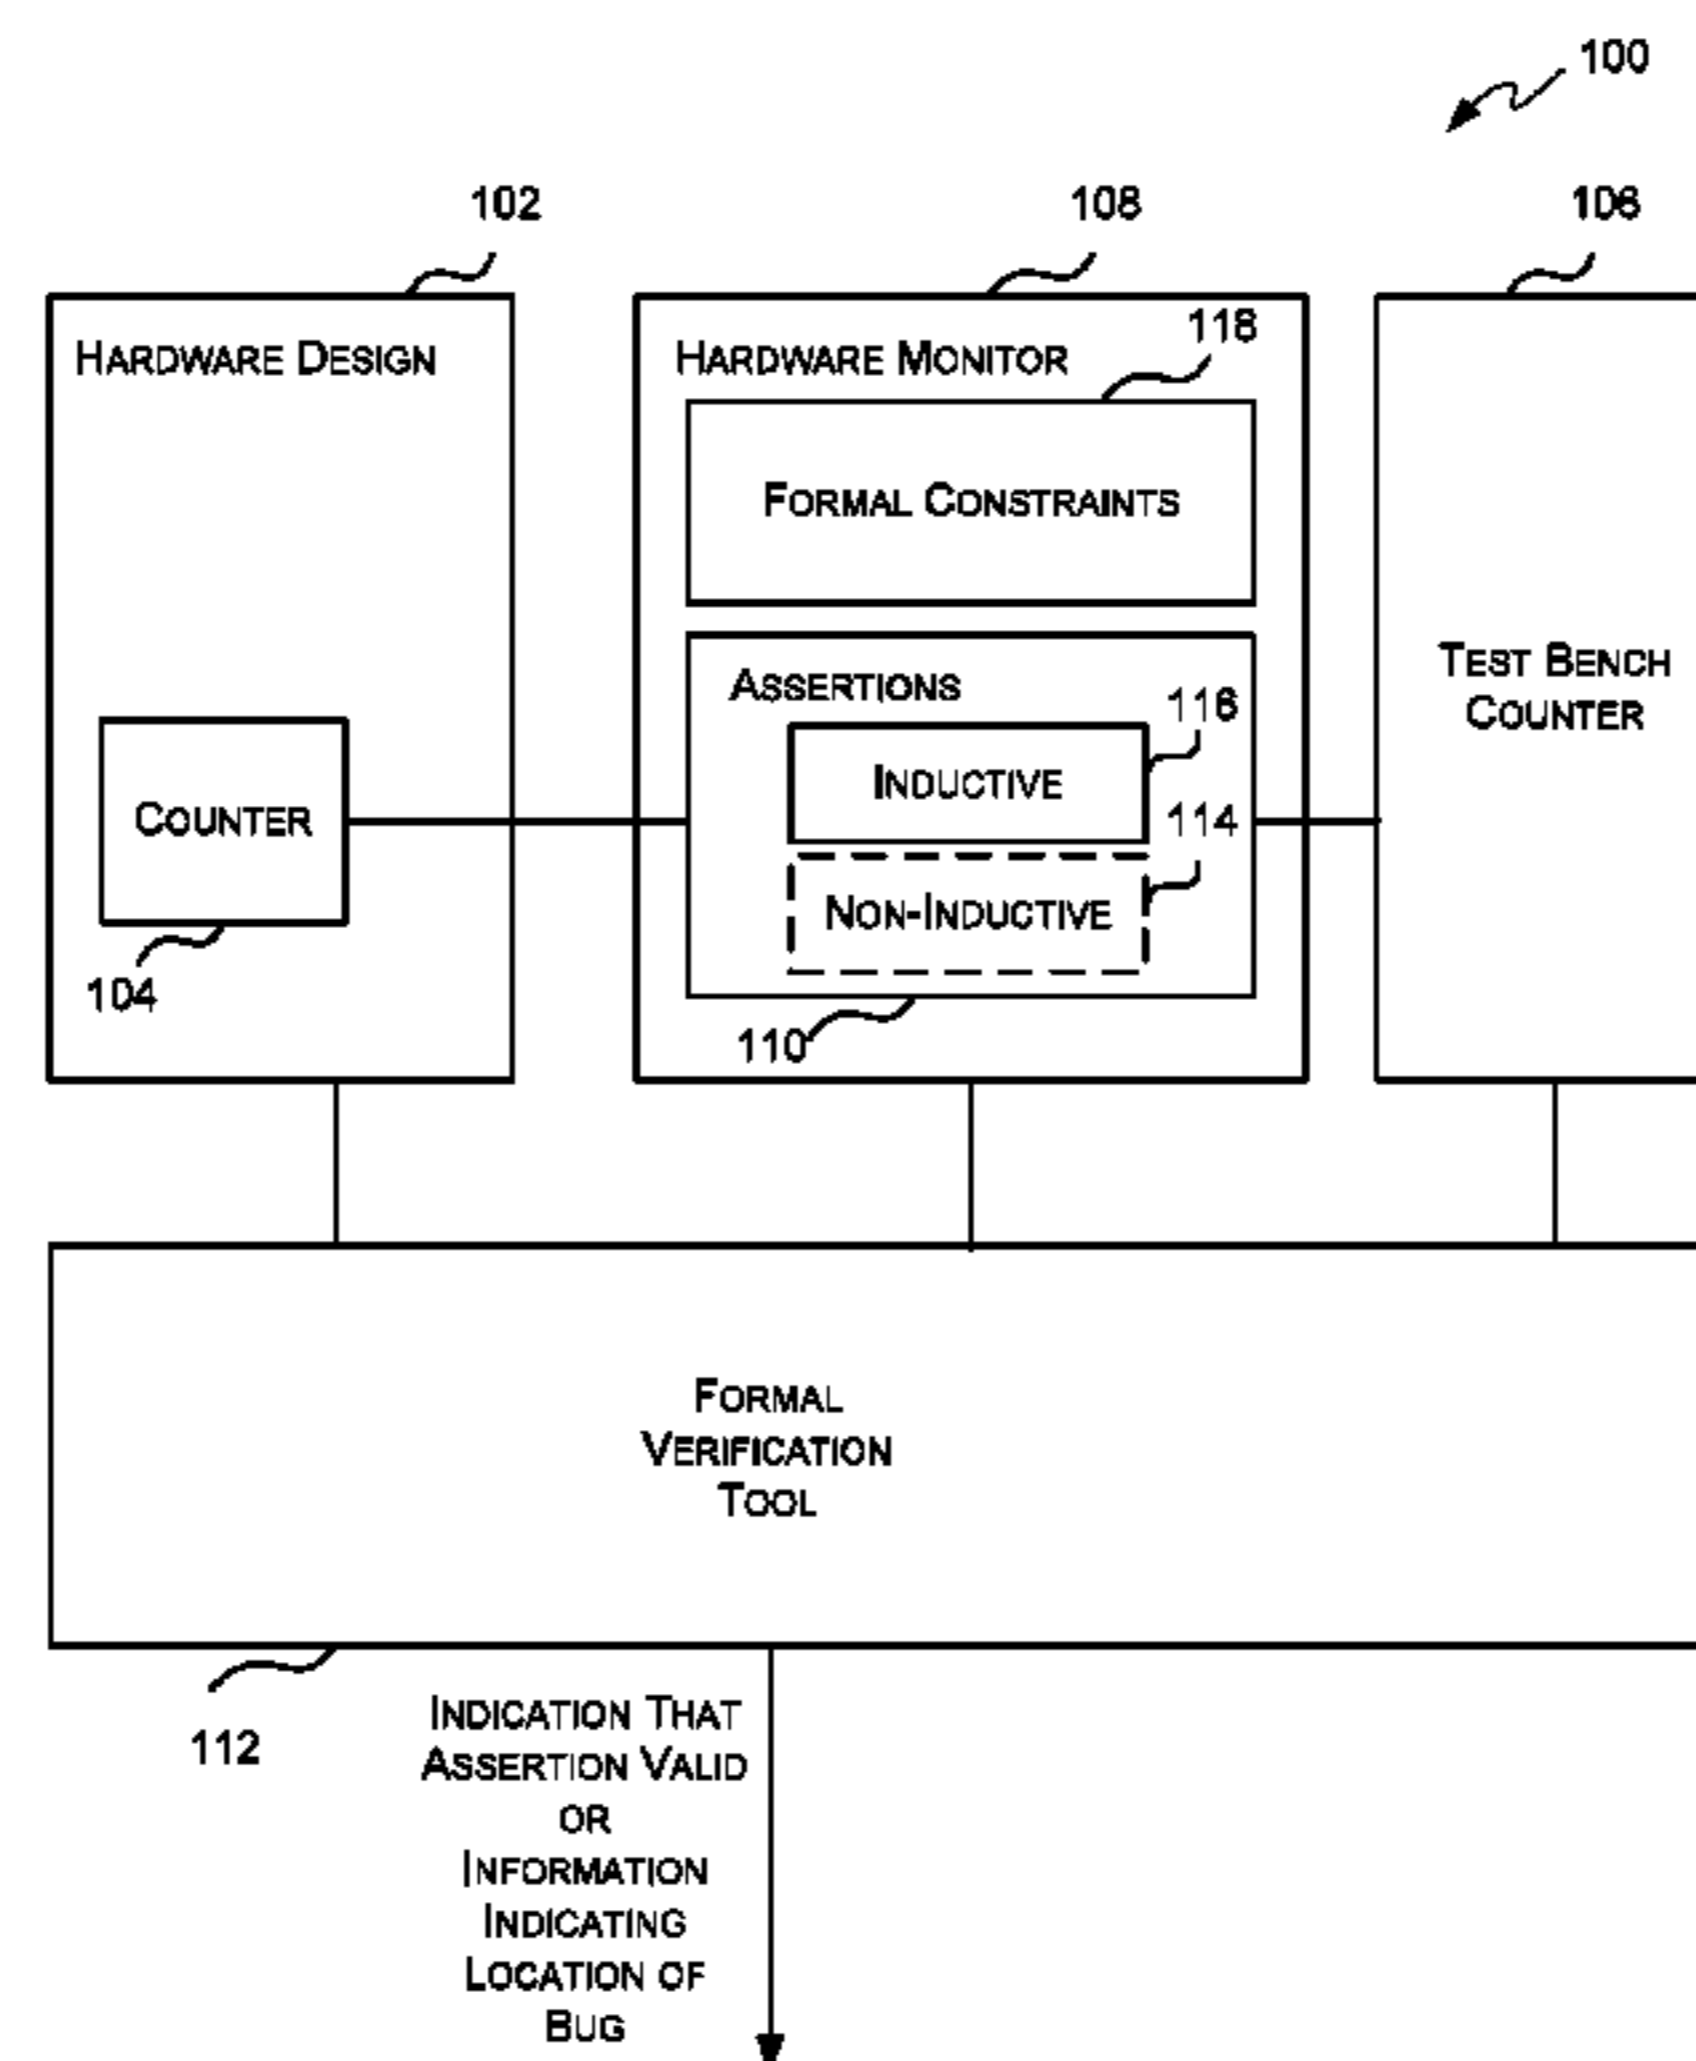 100
102
108
106
HARDWARE DESIGN
HARDWARE MONITOR
118
FORMAL CONSTRAINTS
TEST BENCH
COUNTER
ASSERTIONS
116
INDUCTIVE
COUNTER
114
NON-INDUCTIVE
104
110
FORMAL
VERIFICATION
TOOL
112
INDICATION THAT
ASSERTION VALID
OR
INFORMATION
INDICATING
LOCATION OF
BUG